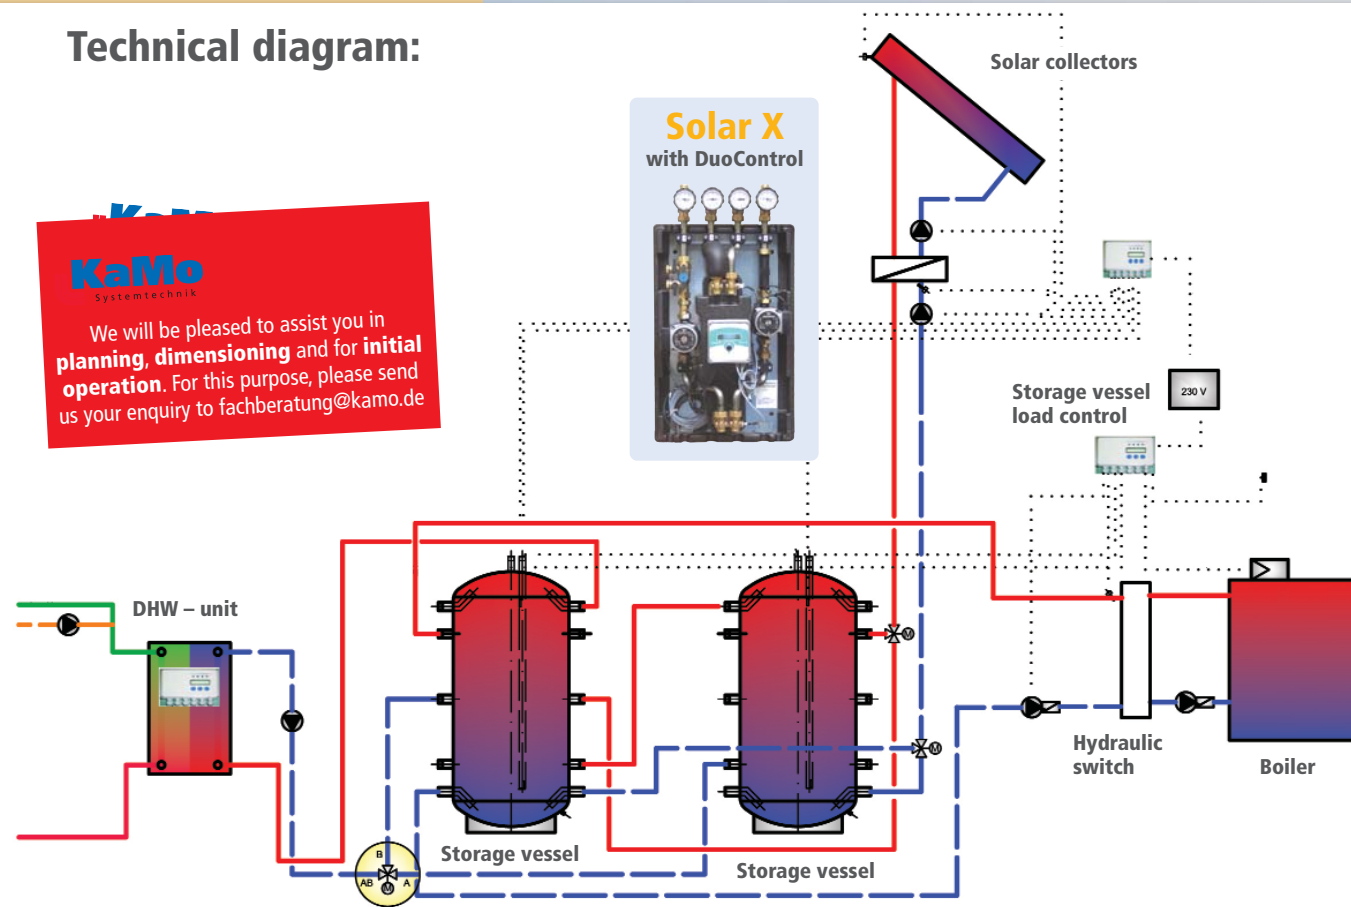 Technical diagram:
Solar collectors
Solar X
with DuoControl
KaMo
Systemtechnik
We will be pleased to assist you in
planning, dimensioning and for initial
operation. For this purpose, please send
us your enquiry to fachberatung@kamo.de
Storage vessel
load control
230 V
DHW – unit
M
M
Hydraulic
switch
Boiler
B
AB
A
M
Storage vessel
Storage vessel